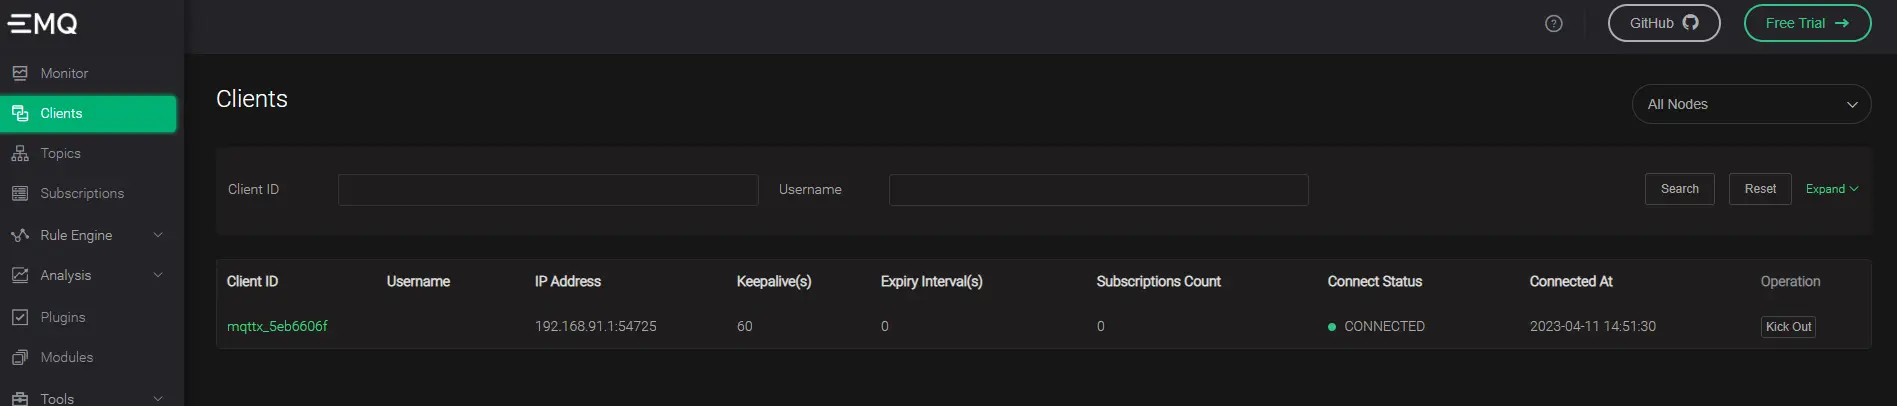 EMQ
GitHub
Free Trial
Monitor
Clients
Topics
Subscriptions
Rule Engine
Analysis
Plugins
Modules
Tools
Clients
All Nodes
Client ID
Username
Search
Reset
Expand
Client ID Username IP Address Keepalive(s) Expiry Interval(s) Subscriptions Count Connect Status Connected At Operation
mqttx_5eb6606f 192.168.91.1:54725 60 0 0 CONNECTED 2023-04-11 14:51:30 Kick Out